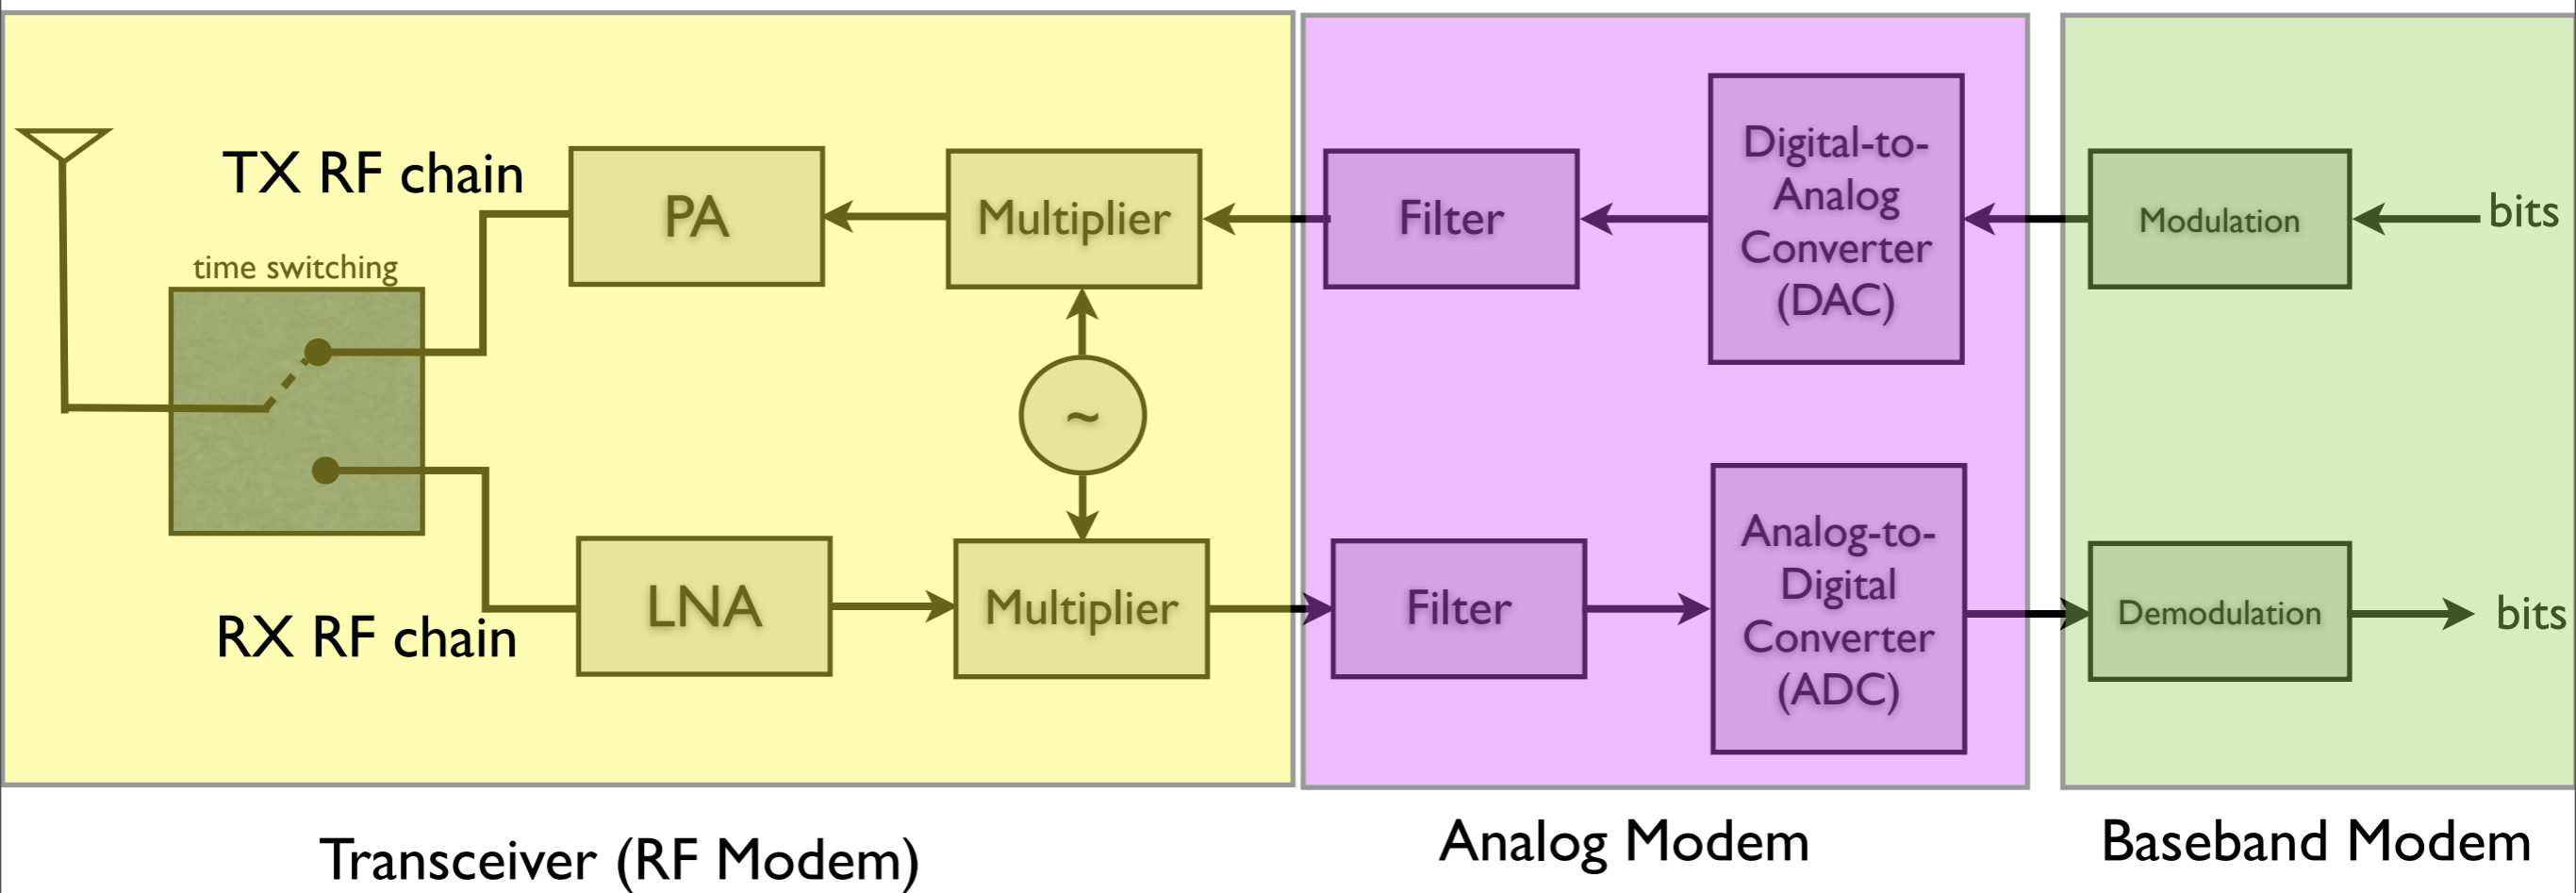 TX RF chain
PA
Multiplier
Filter
Digital-to-
Analog
Converter
(DAC)
Modulation
bits
time switching
~
RX RF chain
LNA
Multiplier
Filter
Analog-to-
Digital
Converter
(ADC)
Demodulation
bits
Transceiver (RF Modem)
Analog Modem
Baseband Modem